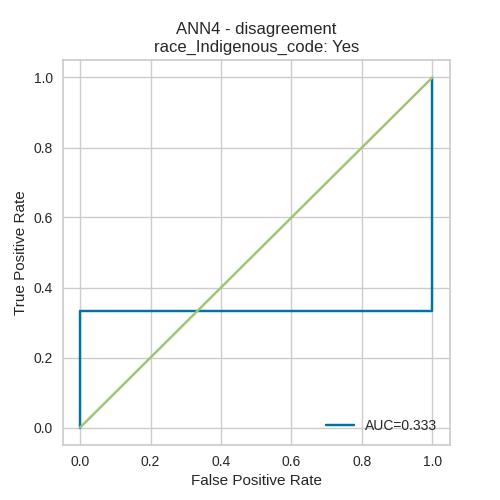 ANN4 - disagreement
race_Indigenous_code: Yes
True Positive Rate
1.0
0.8
0.6
0.4
0.2
0.0
AUC=0.333
0.0 0.2 0.4 0.6 0.8 1.0
False Positive Rate